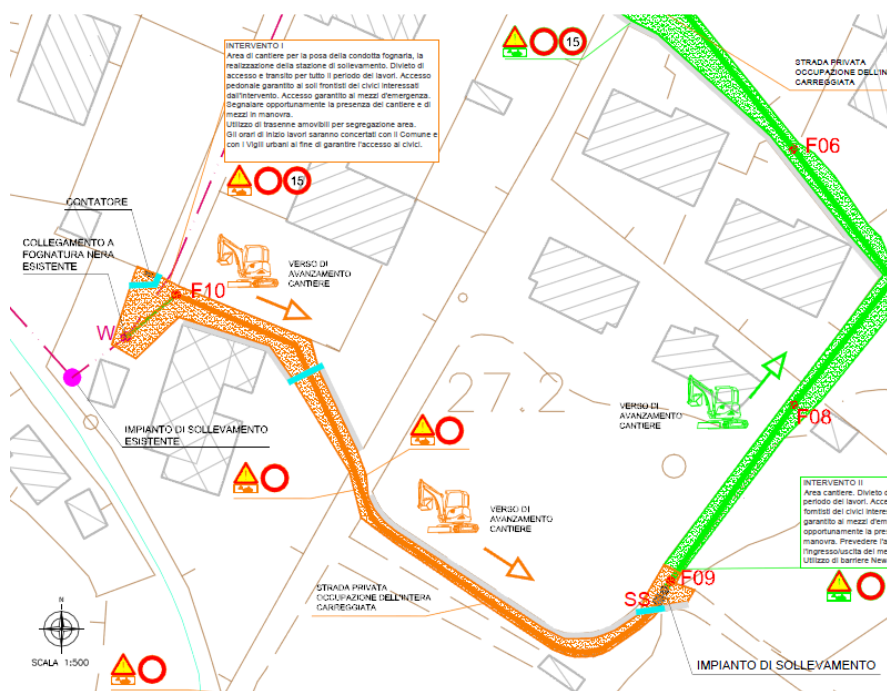 INTERVENTO I
Area di cantiere per la posa della condotta fognaria, la
realizzazione della stazione di sollevamento. Divieto di
accesso e transito per tutto il periodo dei lavori. Accesso
pedonale garantito ai soli frontisti dei civici interessati
dall'intervento. Accesso garantito ai mezzi d'emergenza.
Segnalare opportunamente la presenza del cantiere e di
mezzi in manovra.
Utilizzo di trasenne amovibili per segregazione area.
Gli orari di inizio lavori saranno concertati con il Comune e
con i Vigili urbani al fine di garantire l'accesso ai civici.
15
15
STRADA PRIVATA
OCCUPAZIONE DELL'IN
CARREGGIATA
F06
CONTATORE
COLLEGAMENTO A
FOGNATURA NERA
ESISTENTE
F10
VERSO DI
AVANZAMENTO
CANTIERE
W
27.2
IMPIANTO DI SOLLEVAMENTO
ESISTENTE
VERSO DI
AVANZAMENTO
CANTIERE
F08
VERSO DI
AVANZAMENTO
CANTIERE
INTERVENTO II
Area cantiere. Divieto d
periodo dei lavori. Acce
fornitisti dei civici intere
garantito ai mezzi d'em
opportunamente la pres
manovra. Prevedere l'a
l'ingresso/uscita dei me
Utilizzo di barriere New
F09
SS
STRADA PRIVATA
OCCUPAZIONE DELL'INTERA
CARREGGIATA
N
SCALA 1:500
IMPIANTO DI SOLLEVAMENTO